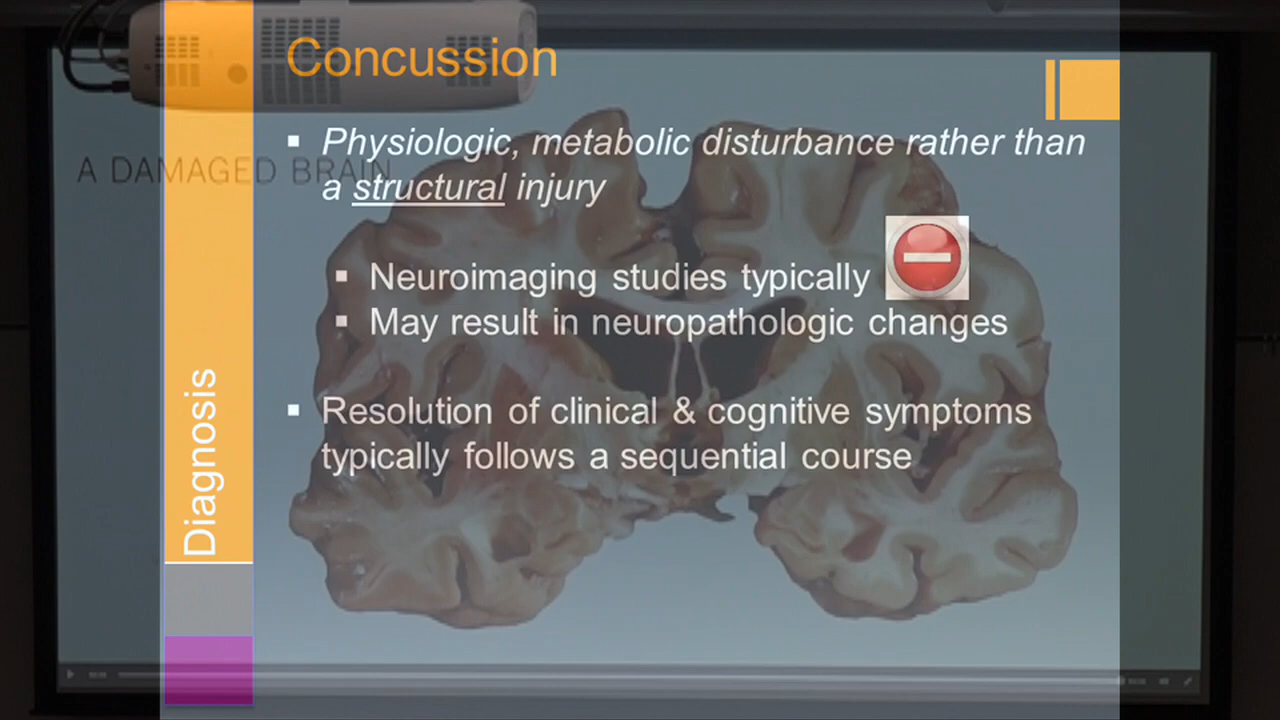 Concussion
Physiologic, metabolic disturbance rather than
a structural injury
A DAMAGED BRAIN
Neuroimaging studies typically
May result in neuropathologic changes
Resolution of clinical & cognitive symptoms
typically follows a sequential course
Diagnosis